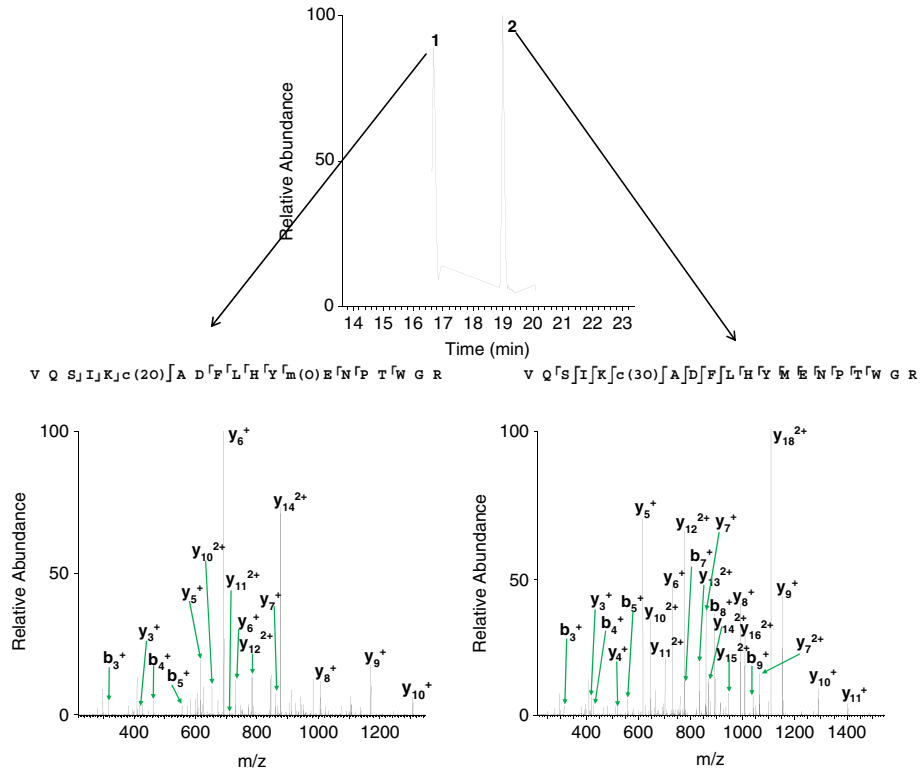 100
1
2
50
0
Relative Abundance
14 15 16 17 18 19 20 21 22 23
Time (min)
V Q S⌋I⌋K⌋c(2O)⌠A D⌈F⌈L⌈H⌈Y⌈m(O)E⌈N⌈P T⌈W G R
V Q⌈S⌠I⌠K⌠c(3O)⌠A⌠D⌠F⌈L⌠H⌈Y⌈M⌈E⌈N⌈P⌈T⌈W G R
100
50
0
Relative Abundance
y₆⁺
y₁₄²⁺
y₁₀²⁺
y₅⁺
y₁₁²⁺
y₇⁺
y₆⁺
y₁₂²⁺
y₃⁺
b₃⁺
b₄⁺
b₅⁺
y₈⁺
y₉⁺
y₁₀⁺
400 600 800 1000 1200
m/z
100
50
0
Relative Abundance
y₁₈²⁺
y₅⁺
y₁₂²⁺
y₇⁺
b₇⁺
y₆⁺
y₁₃²⁺
y₃⁺
b₅⁺
y₁₀²⁺
b₈⁺
y₈⁺
y₉⁺
b₃⁺
b₄⁺
y₁₄²⁺
y₁₆²⁺
y₄⁺
y₁₁²⁺
y₁₅²⁺
b₉⁺
y₇²⁺
y₁₀⁺
y₁₁⁺
400 600 800 1000 1200 1400
m/z